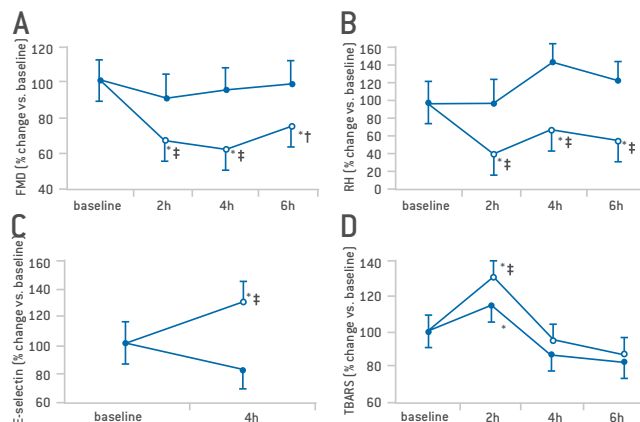 A
FMD (% change vs. baseline)
120
100
80
60
40
*‡
*‡
*†
baseline 2h 4h 6h
B
RH (% change vs. baseline)
160
140
120
100
80
60
40
20
0
*‡
*‡
*‡
baseline 2h 4h 6h
C
E-selectin (% change vs. baseline)
160
140
120
100
80
60
*‡
baseline 4h
D
TBARS (% change vs. baseline)
140
120
100
80
60
*‡
*
baseline 2h 4h 6h